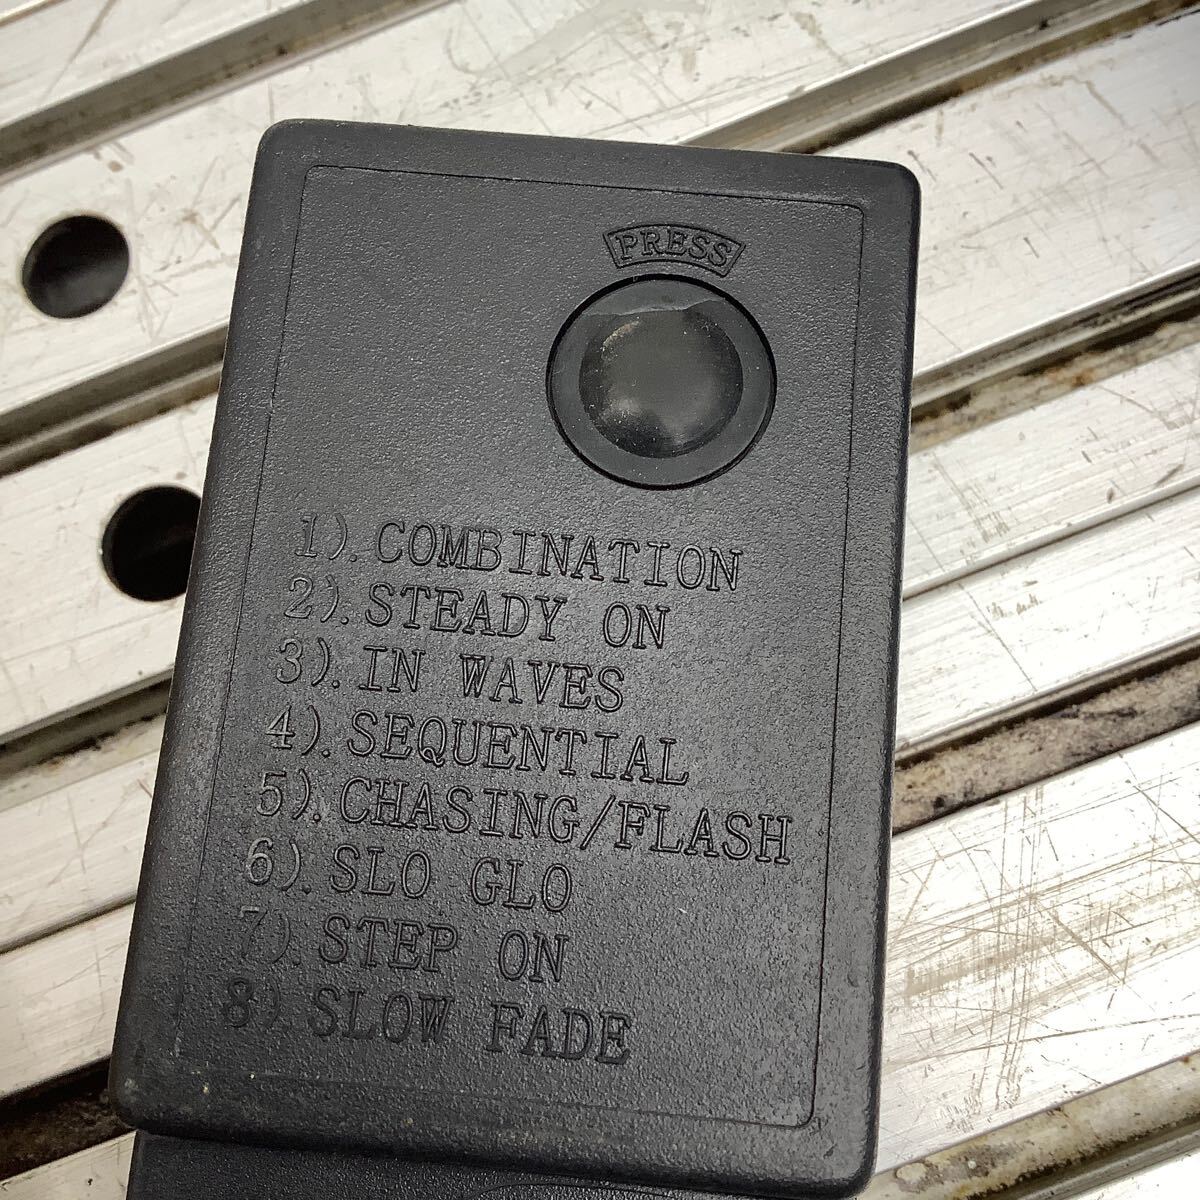 PRESS
1). COMBINATION
2). STEADY ON
3). IN WAVES
4). SEQUENTIAL
5). CHASING/FLASH
6). SLO GLO
7). STEP ON
8). SLOW FADE